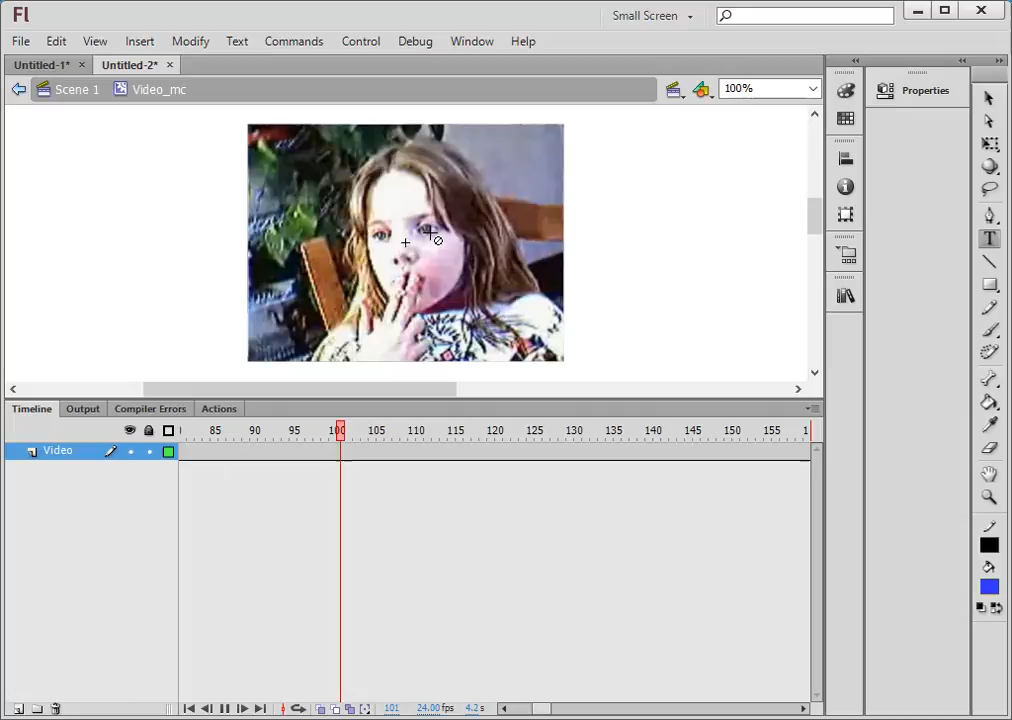 Fl
Small Screen
File Edit View Insert Modify Text Commands Control Debug Window Help
Untitled-1* × Untitled-2* ×
Scene 1 Video_mc 100%
Properties
Timeline Output Compiler Errors Actions
85 90 95 100 105 110 115 120 125 130 135 140 145 150 155 1
Video
101 24.00 fps 4.2 s